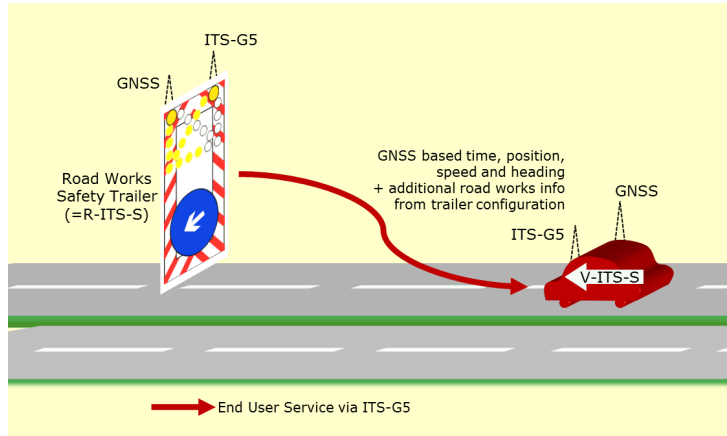 ITS-G5
GNSS
Road Works
Safety Trailer
(=R-ITS-S)
GNSS based time, position,
speed and heading
+ additional road works info
from trailer configuration
GNSS
ITS-G5
V-ITS-S
End User Service via ITS-G5